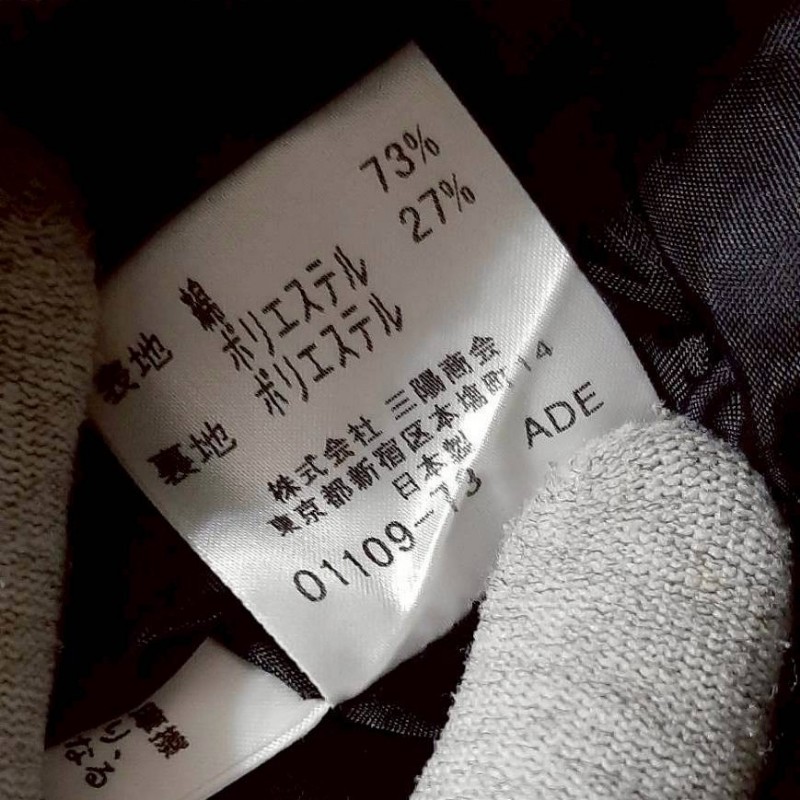 表地 綿 73%
ポリエステル 27%
裏地 ポリエステル
株式会社 三陽商会
東京都新宿区本塩町14
日本製
01109-73 ADE